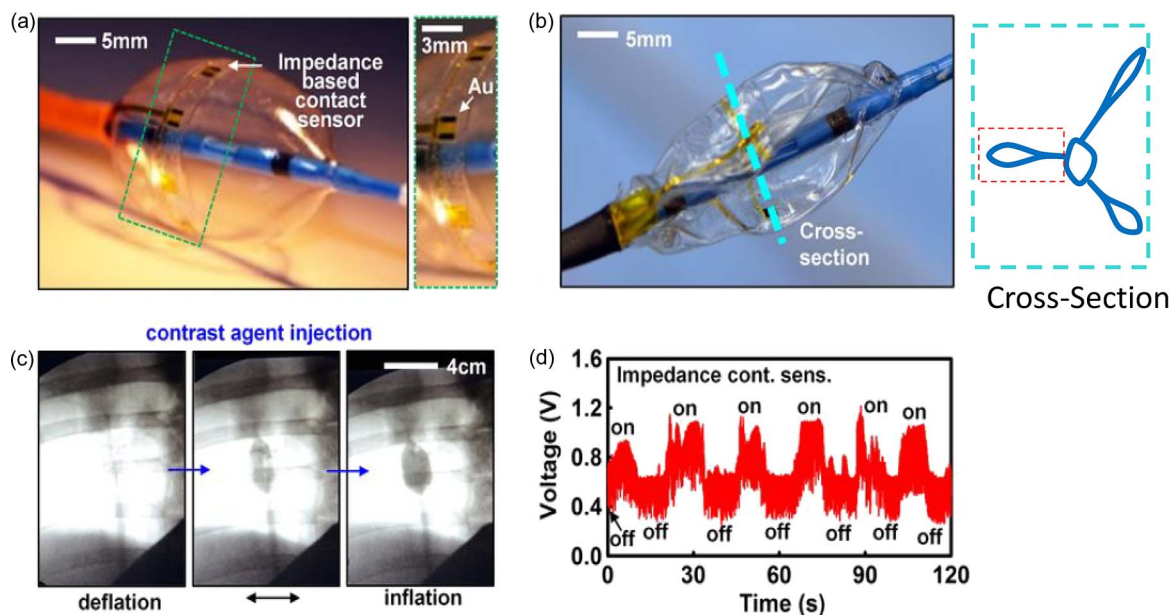 (a)
5mm
Impedance
based
contact
sensor
3mm
Au
(b)
5mm
Cross-
section
Cross-Section
contrast agent injection
(c)
4cm
deflation
inflation
(d)
Impedance cont. sens.
Voltage (V)
1.6
1.2
0.8
0.4
0.0
on
on
on
on
on
on
off
off
off
off
off
off
off
0
30
60
90
120
Time (s)